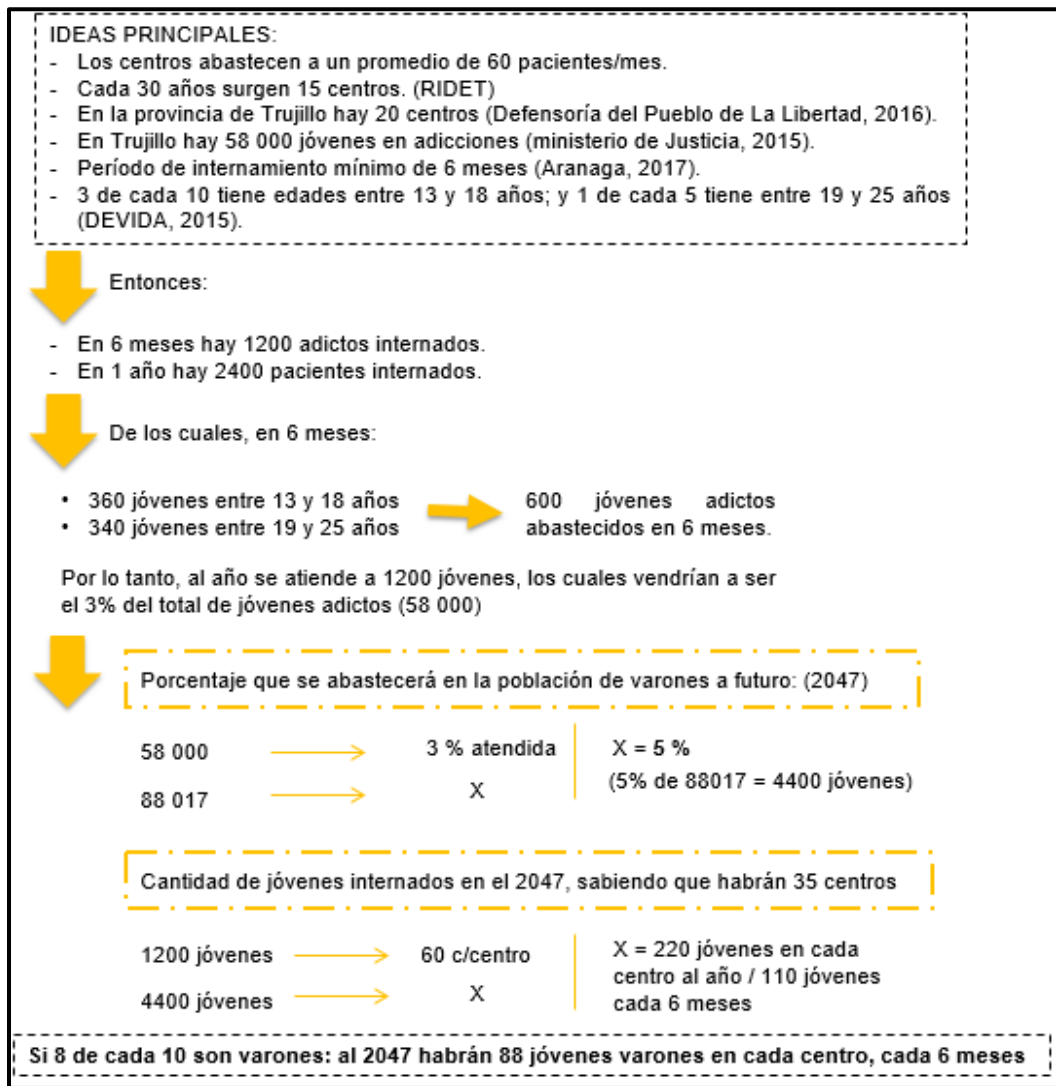 IDEAS PRINCIPALES:
- Los centros abastecen a un promedio de 60 pacientes/mes.
- Cada 30 años surgen 15 centros. (RIDET)
- En la provincia de Trujillo hay 20 centros (Defensoría del Pueblo de La Libertad, 2016).
- En Trujillo hay 58 000 jóvenes en adicciones (ministerio de Justicia, 2015).
- Período de internamiento mínimo de 6 meses (Aranaga, 2017).
- 3 de cada 10 tiene edades entre 13 y 18 años; y 1 de cada 5 tiene entre 19 y 25 años
(DEVIDA, 2015).
Entonces:
- En 6 meses hay 1200 adictos internados.
- En 1 año hay 2400 pacientes internados.
De los cuales, en 6 meses:
• 360 jóvenes entre 13 y 18 años
• 340 jóvenes entre 19 y 25 años
600 jóvenes adictos
abastecidos en 6 meses.
Por lo tanto, al año se atiende a 1200 jóvenes, los cuales vendrían a ser
el 3% del total de jóvenes adictos (58 000)
Porcentaje que se abastecerá en la población de varones a futuro: (2047)
58 000 3 % atendida X = 5 %
88 017 X (5% de 88017 = 4400 jóvenes)
Cantidad de jóvenes internados en el 2047, sabiendo que habrán 35 centros
1200 jóvenes 60 c/centro
4400 jóvenes X
X = 220 jóvenes en cada
centro al año / 110 jóvenes
cada 6 meses
Si 8 de cada 10 son varones: al 2047 habrán 88 jóvenes varones en cada centro, cada 6 meses